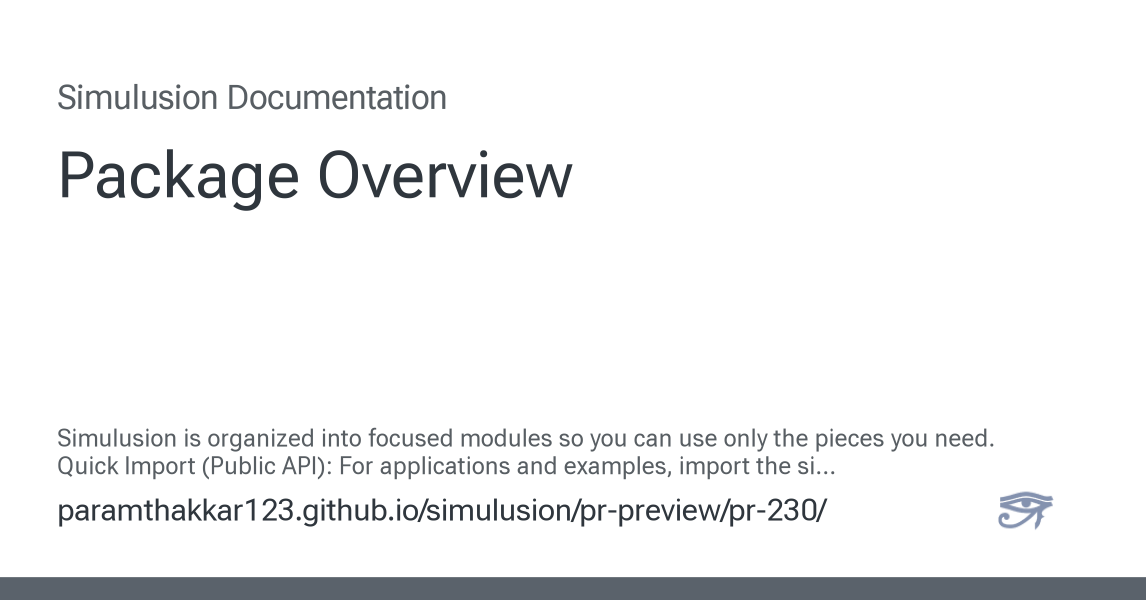 Simulusion Documentation
Package Overview
Simulusion is organized into focused modules so you can use only the pieces you need.
Quick Import (Public API): For applications and examples, import the si...
paramthakkar123.github.io/simulusion/pr-preview/pr-230/